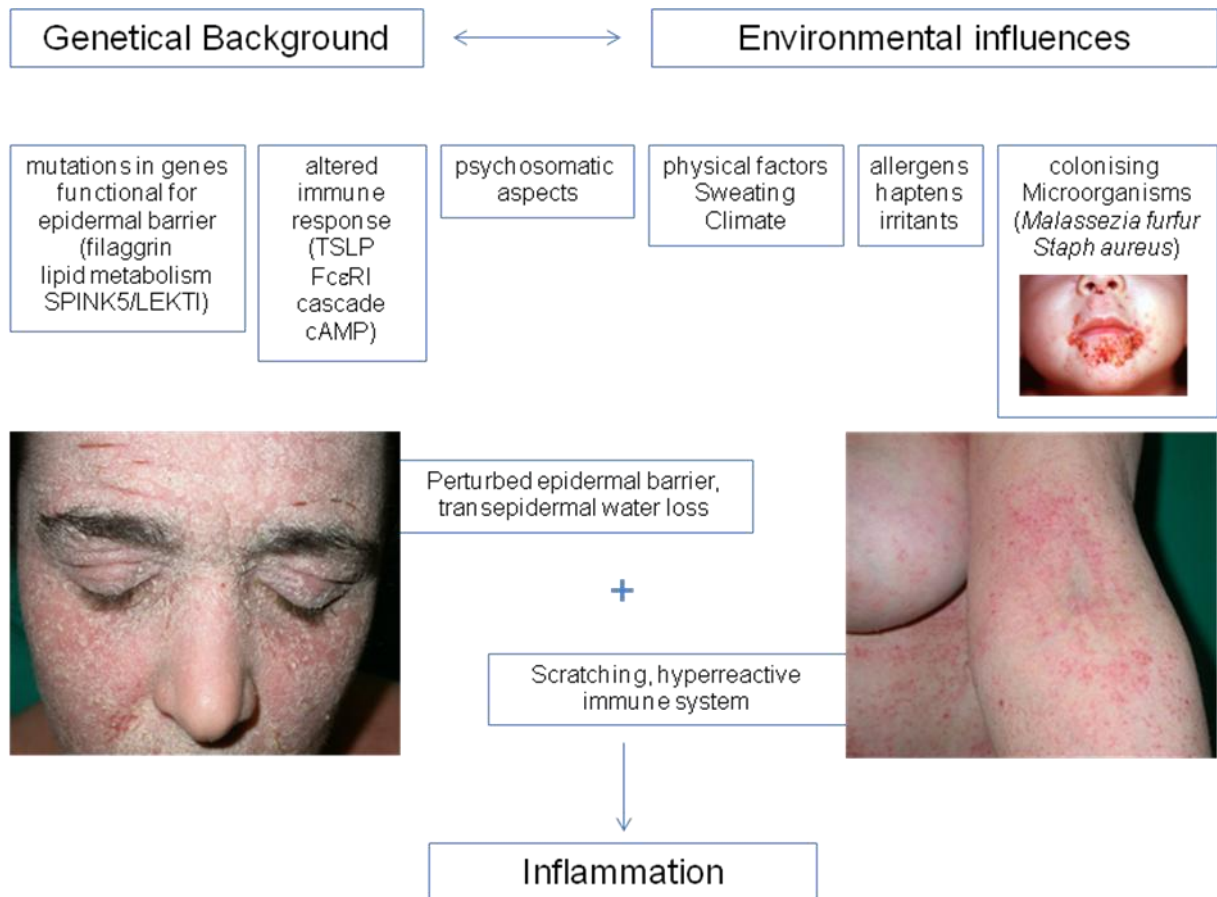 Genetical Background
Environmental influences
mutations in genes
functional for
epidermal barrier
(filaggrin
lipid metabolism
SPINK5/LEKTI)
altered
immune
response
(TSLP
FcεRI
cascade
cAMP)
psychosomatic
aspects
physical factors
Sweating
Climate
allergens
haptens
irritants
colonising
Microorganisms
(Malassezia furfur
Staph aureus)
Perturbed epidermal barrier,
transepidermal water loss
+
Scratching, hyperreactive
immune system
Inflammation